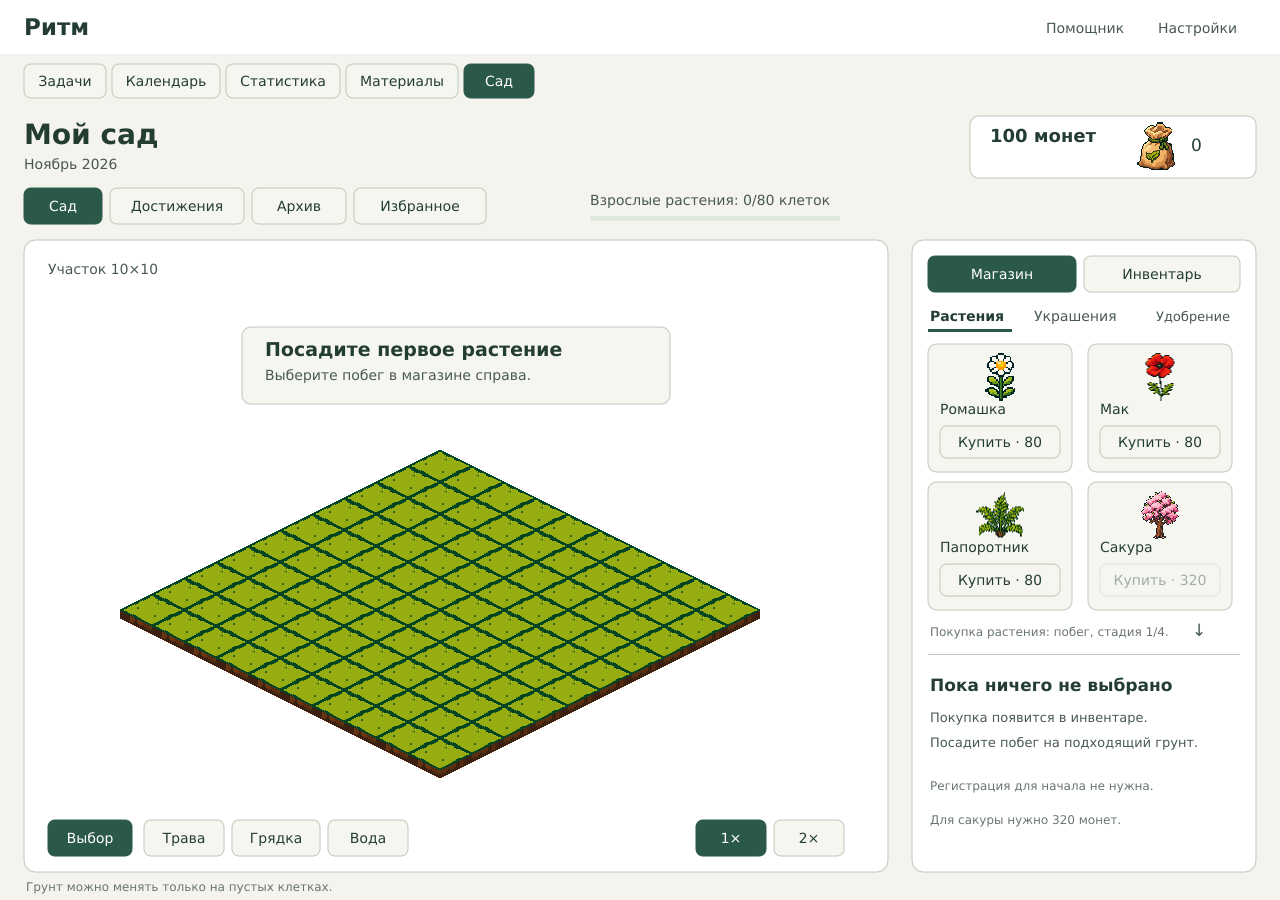 Ритм
Помощник
Настройки
Задачи
Календарь
Статистика
Материалы
Сад
Мой сад
Ноябрь 2026
100 монет
0
Сад
Достижения
Архив
Избранное
Взрослые растения: 0/80 клеток
Участок 10×10
Посадите первое растение
Выберите побег в магазине справа.
Выбор
Трава
Грядка
Вода
1×
2×
Магазин
Инвентарь
Растения
Украшения
Удобрение
Ромашка
Купить · 80
Мак
Купить · 80
Папоротник
Купить · 80
Сакура
Купить · 320
Покупка растения: побег, стадия 1/4.
↓
Пока ничего не выбрано
Покупка появится в инвентаре.
Посадите побег на подходящий грунт.
Регистрация для начала не нужна.
Для сакуры нужно 320 монет.
Грунт можно менять только на пустых клетках.